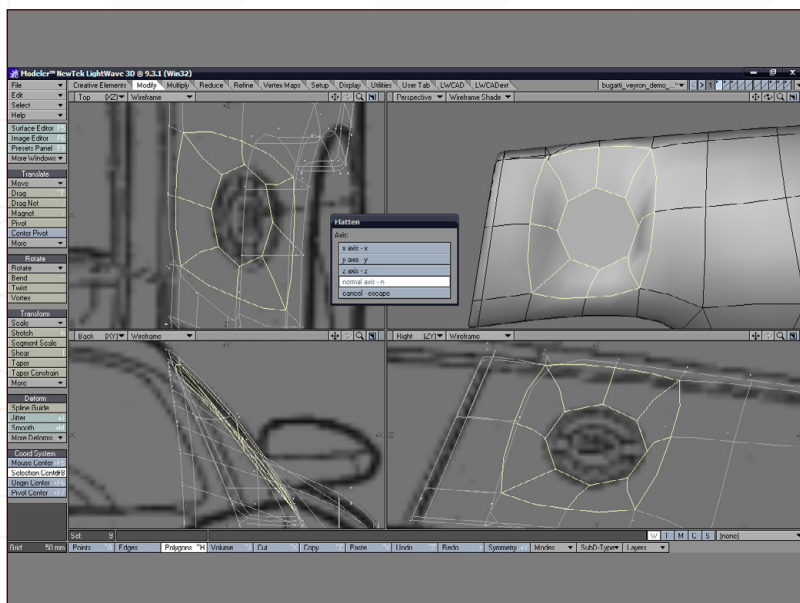 Modeler™ NewTek LightWave 3D ® 9.3.1 (Win32)
File
Edit
Select
Help
Surface Editor F5
Image Editor F6
Presets Panel F8
More Windows
Translate
Move
Drag
Drag Net
Magnet
Pivot
Center Pivot
More
Rotate
Rotate
Bend
Twist
Vortex
Transform
Scale
Stretch h
Segment Scale
Shear
Taper
Taper Constrain
More
Deform
Spline Guide
Jitter
Smooth
More Deforms
Coord System
Mouse Center
Selection Center
Origin Center
Pivot Center
Grid: 50 mm
Creative Elements Modify Multiply Reduce Refine Vertex Maps Setup Display Utilities User Tab LWCAD LWCADext bugatti_veyron_demo_...* 1
Top (XZ) Wireframe
Perspective Wireframe Shade
Flatten
Axis:
x axis - x
y axis - y
z axis - z
normal axis - n
cancel - escape
Back (XY) Wireframe
Right (ZY) Wireframe
Sel: 9
W T M C S (none)
Points Edges Polygons ^H Volume Cut Copy Paste Undo Redo Symmetry Modes SubD-Type Layers